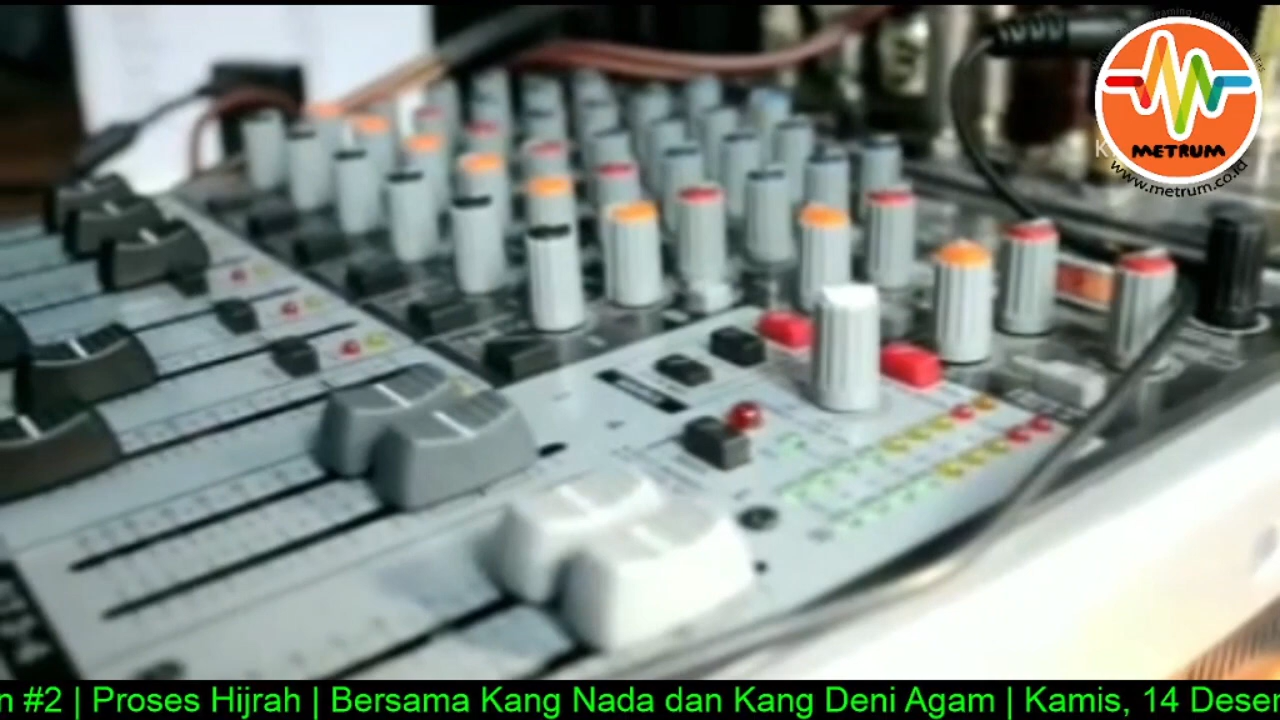 METRUM
www.metrum.co.id
n #2 | Proses Hijrah | Bersama Kang Nada dan Kang Deni Agam | Kamis, 14 Desem